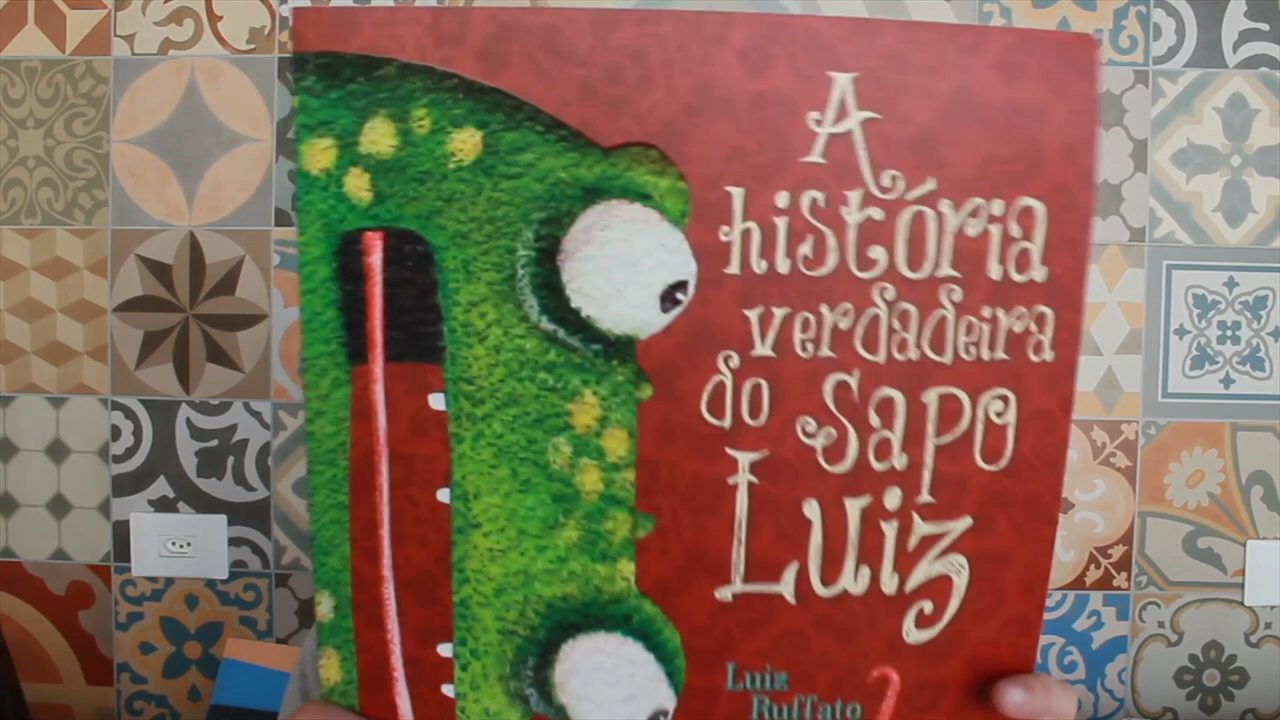 A
história
verdadeira
do sapo
Luiz
Luiz
Ruffato